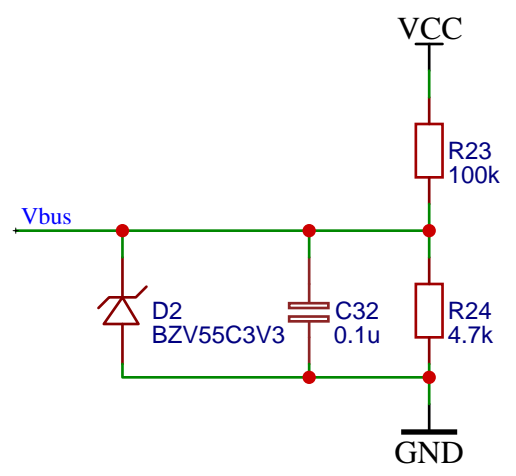 VCC
R23
100k
Vbus
D2
BZV55C3V3
C32
0.1u
R24
4.7k
GND